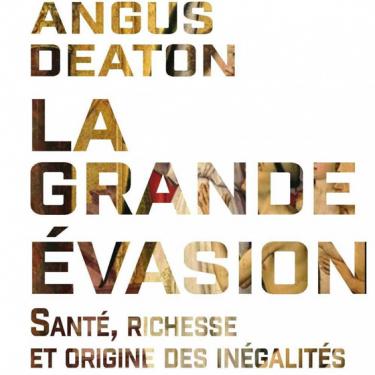 ANGUS
DEATON
LA
GRANDE
ÉVASION
SANTÉ, RICHESSE
ET ORIGINE DES INÉGALITÉS